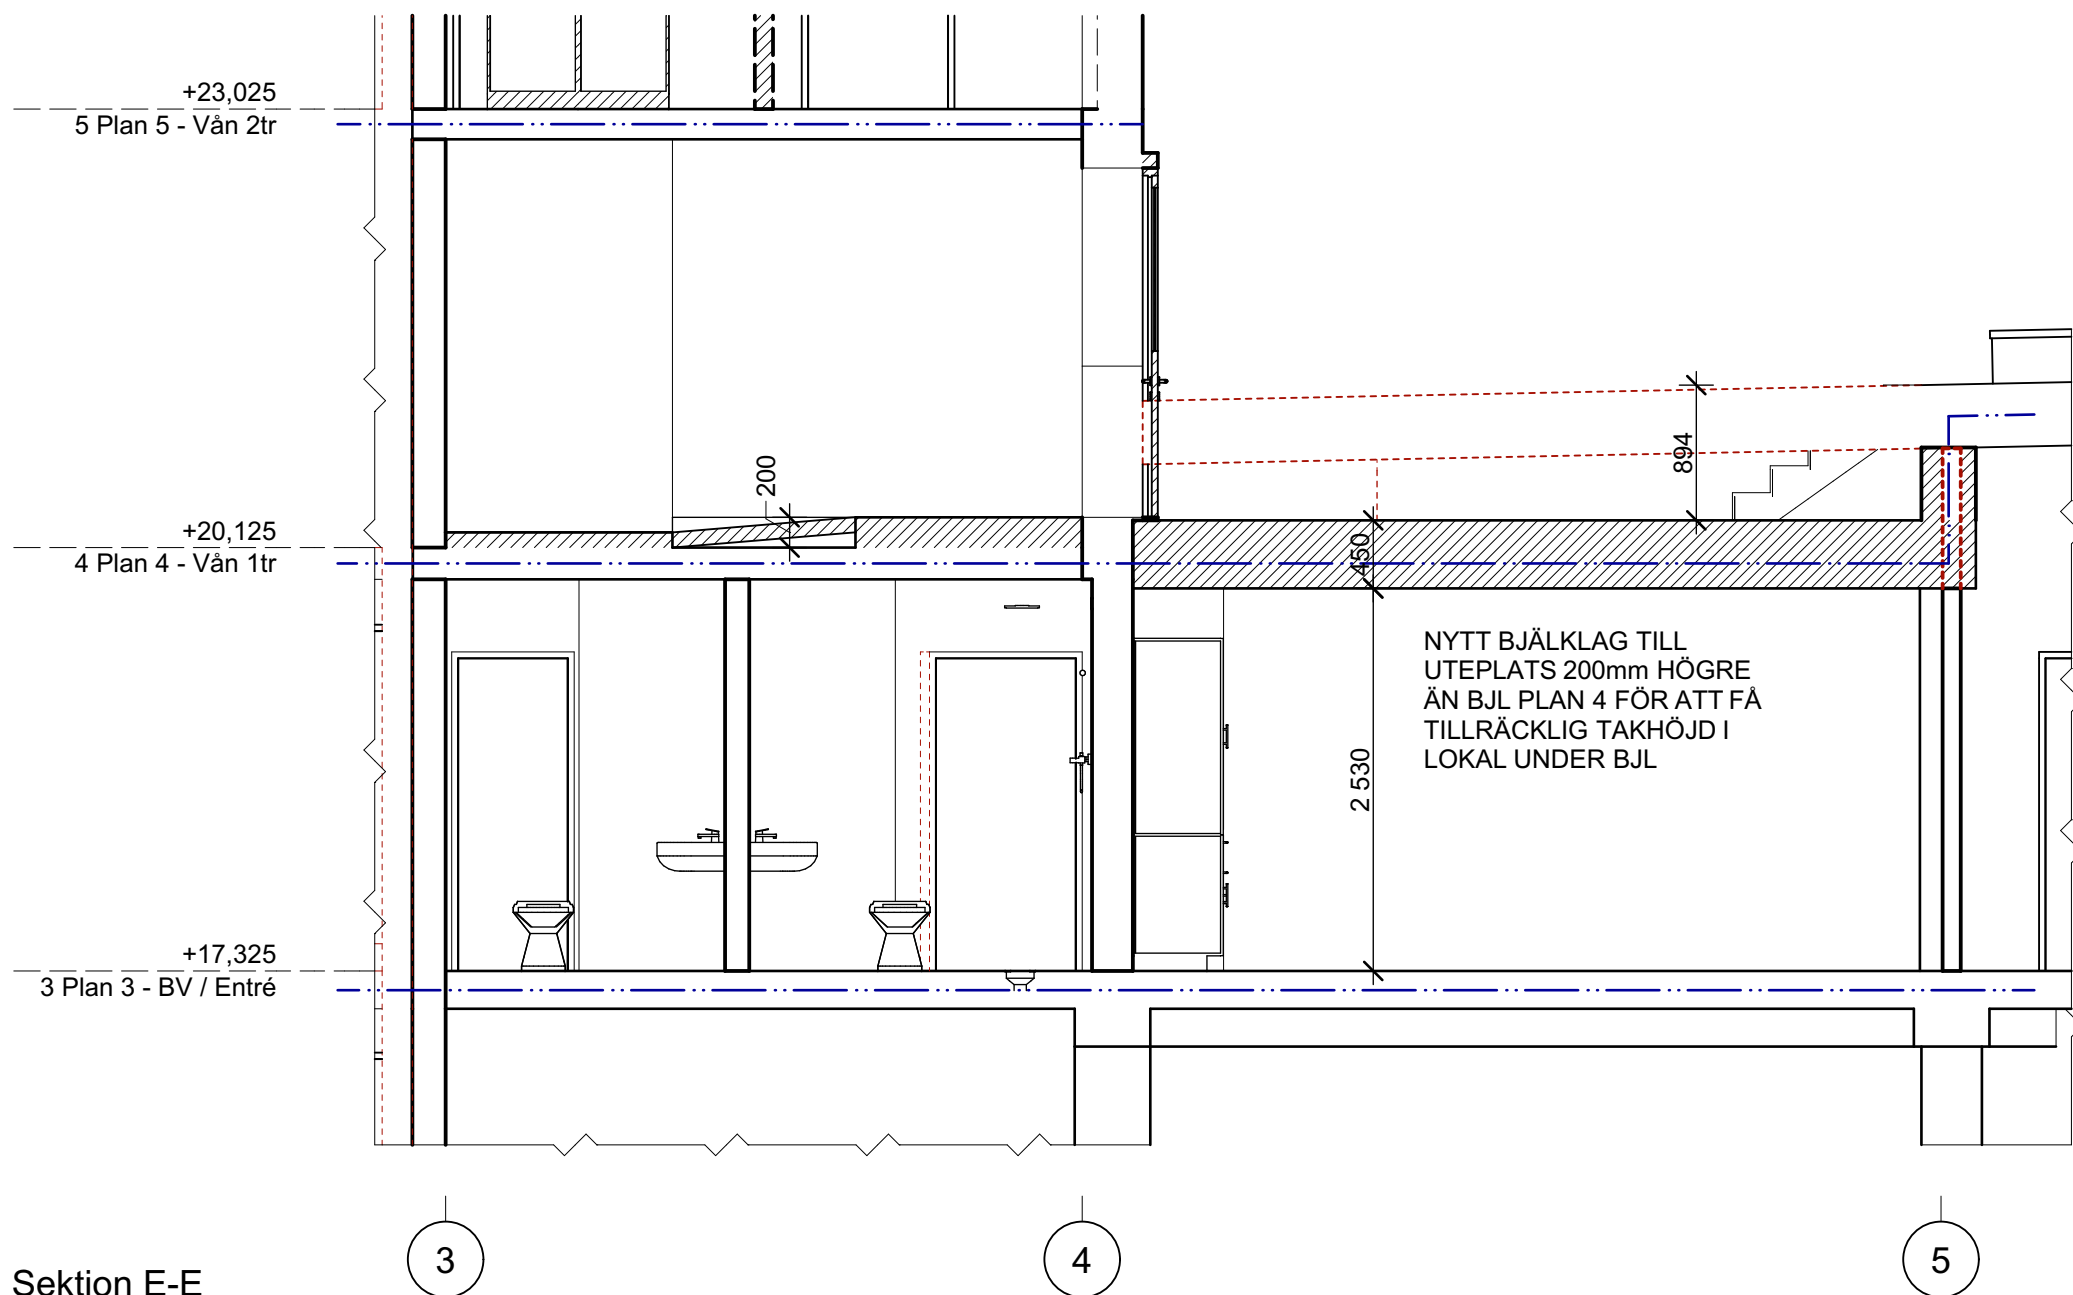 +23,025
5 Plan 5 - Vån 2tr
894
200
+20,125
4 Plan 4 - Vån 1tr
450
NYTT BJÄLKLAG TILL
UTEPLATS 200mm HÖGRE
ÄN BJL PLAN 4 FÖR ATT FÅ
TILLRÄCKLIG TAKHÖJD I
LOKAL UNDER BJL
2 530
+17,325
3 Plan 3 - BV / Entré
3
4
5
Sektion E-E